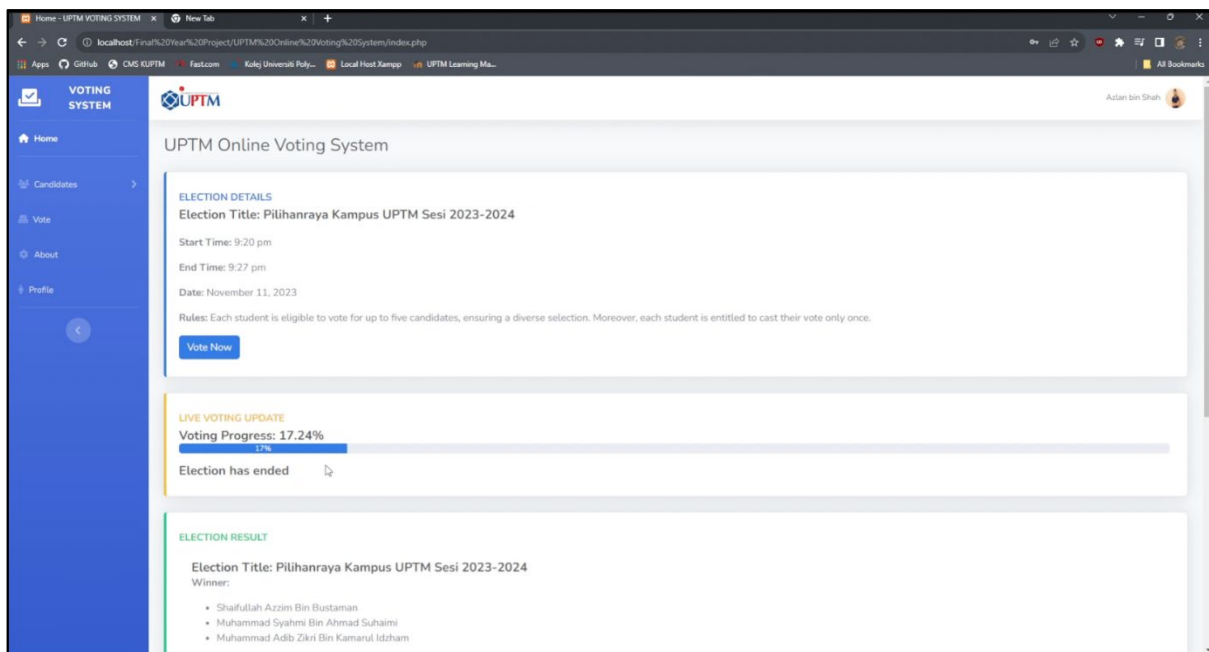 Home - UPTM VOTING SYSTEM
New Tab
localhost/Final%20Year%20Project/UPTM%20Online%20Voting%20System/index.php
Apps GitHub CMS KUPTM Fast.com Kolej Universiti Poly... Local Host Xampp UPTM Learning Ma... All Bookmarks
VOTING
SYSTEM
Home
Candidates
Vote
About
Profile
UPTM
Azlan bin Shah
UPTM Online Voting System
ELECTION DETAILS
Election Title: Pilihanraya Kampus UPTM Sesi 2023-2024
Start Time: 9:20 pm
End Time: 9:27 pm
Date: November 11, 2023
Rules: Each student is eligible to vote for up to five candidates, ensuring a diverse selection. Moreover, each student is entitled to cast their vote only once.
Vote Now
LIVE VOTING UPDATE
Voting Progress: 17.24%
17%
Election has ended
ELECTION RESULT
Election Title: Pilihanraya Kampus UPTM Sesi 2023-2024
Winner:
• Shaifullah Azzim Bin Bustaman
• Muhammad Syahmi Bin Ahmad Suhaimi
• Muhammad Adib Zikri Bin Kamarul Idzham